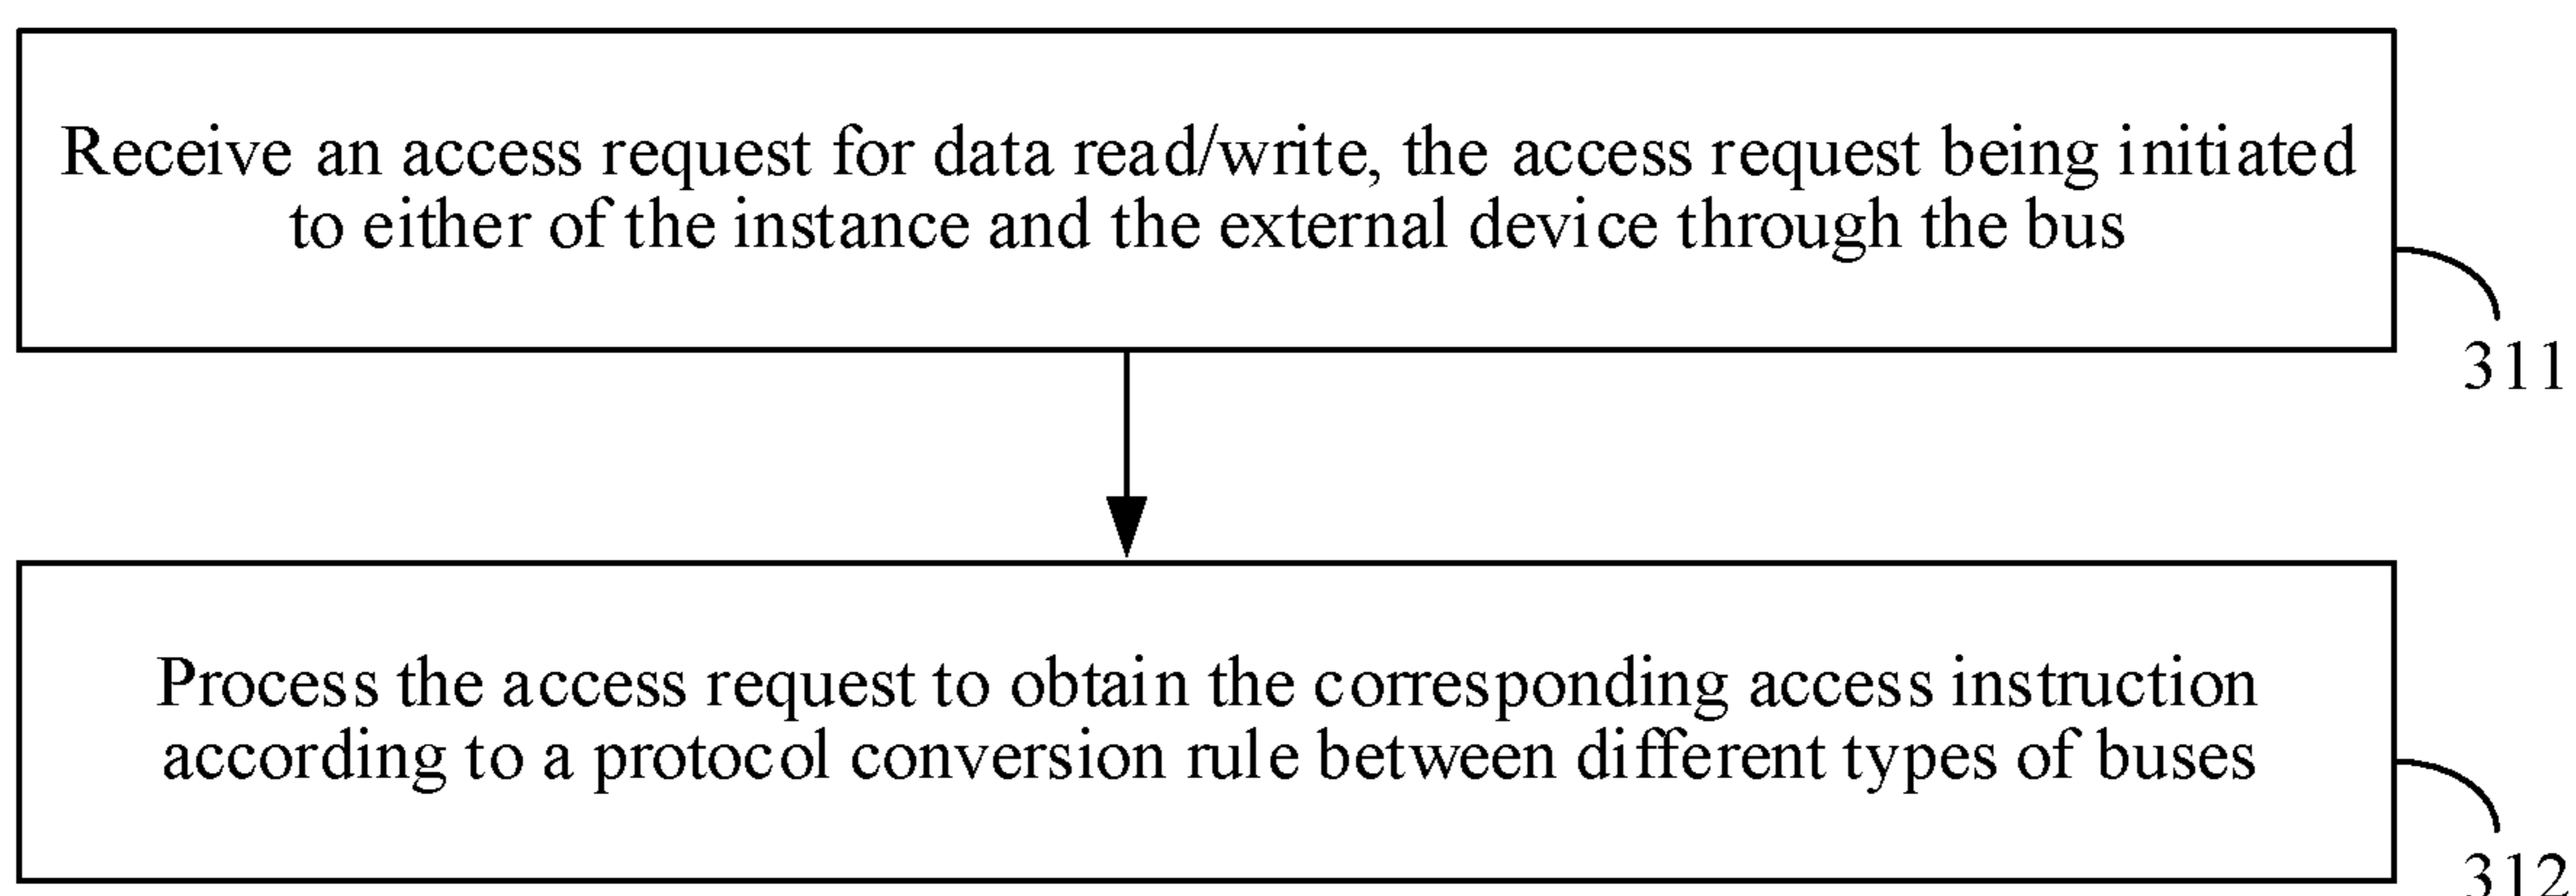 Receive an access request for data read/write, the access request being initiated
to either of the instance and the external device through the bus
311
Process the access request to obtain the corresponding access instruction
according to a protocol conversion rule between different types of buses
312